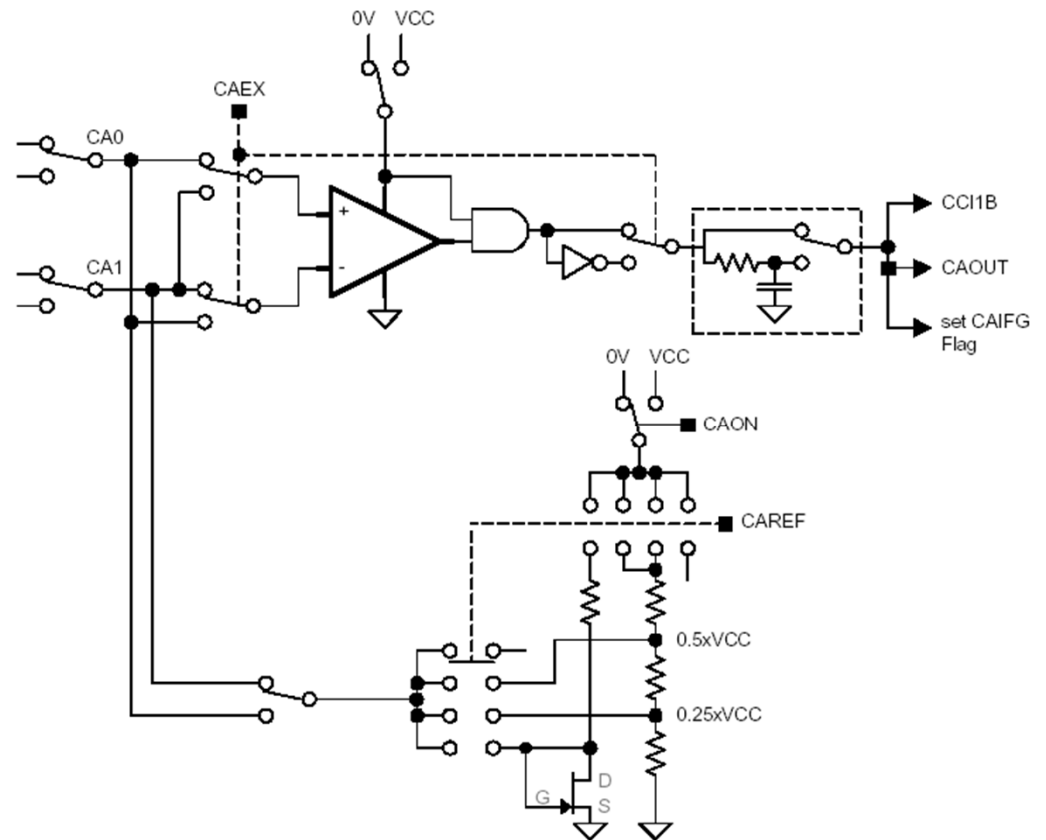 0V VCC
CAEX
CA0
+
CCI1B
CA1
-
CAOUT
set CAIFG
Flag
0V VCC
CAON
CAREF
0.5xVCC
0.25xVCC
D
G S